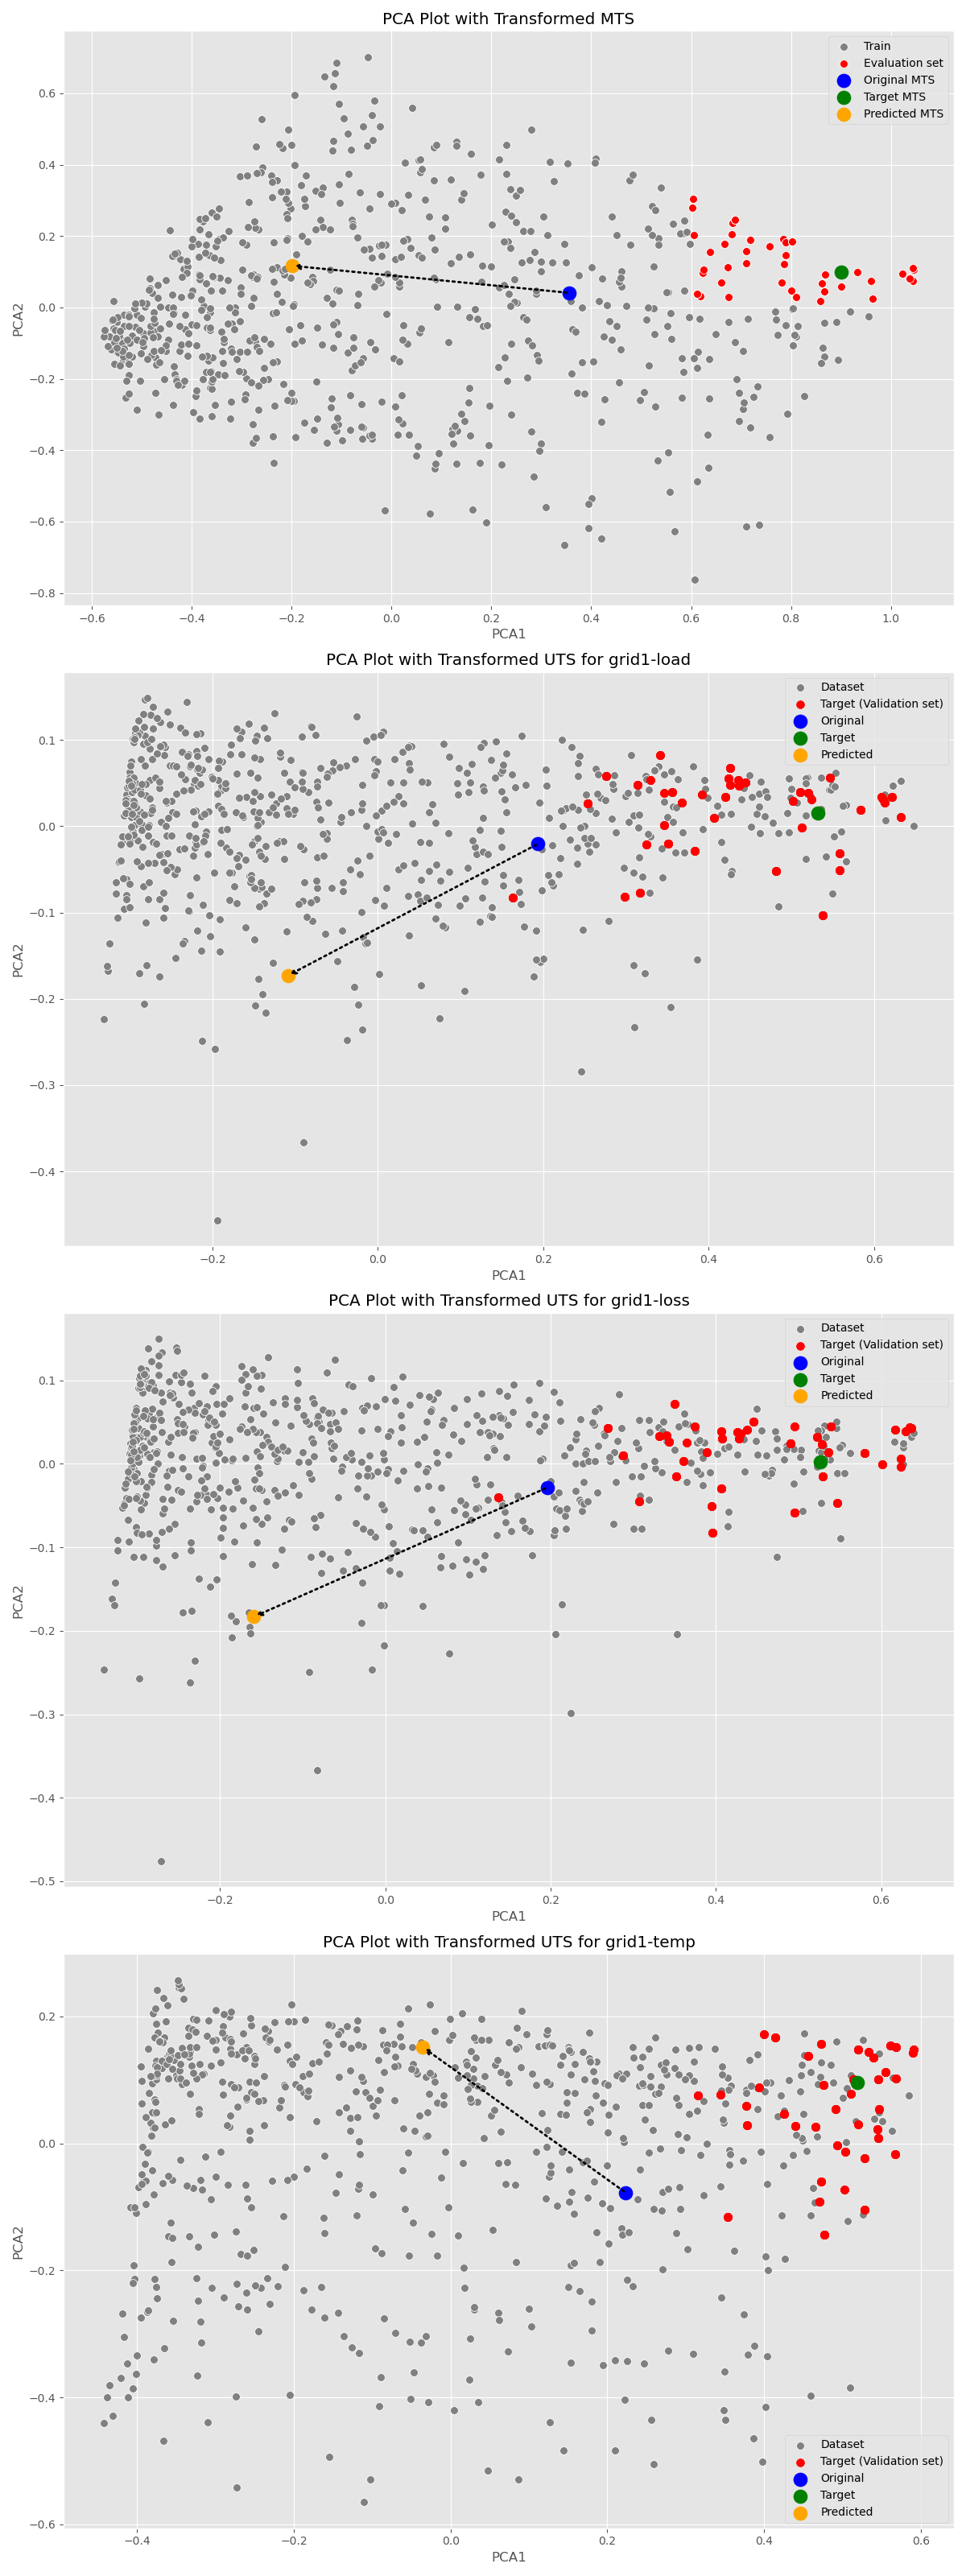 PCA Plot with Transformed MTS
Train
Evaluation set
Original MTS
Target MTS
Predicted MTS
0.6
0.4
0.2
0.0
−0.2
−0.4
−0.6
−0.8
PCA2
−0.6
−0.4
−0.2
0.0
0.2
0.4
0.6
0.8
1.0
PCA1
PCA Plot with Transformed UTS for grid1-load
Dataset
Target (Validation set)
Original
Target
Predicted
0.1
0.0
−0.1
−0.2
−0.3
−0.4
PCA2
−0.2
0.0
0.2
0.4
0.6
PCA1
PCA Plot with Transformed UTS for grid1-loss
Dataset
Target (Validation set)
Original
Target
Predicted
0.1
0.0
−0.1
−0.2
−0.3
−0.4
−0.5
PCA2
−0.2
0.0
0.2
0.4
0.6
PCA1
PCA Plot with Transformed UTS for grid1-temp
0.2
0.0
−0.2
−0.4
−0.6
PCA2
Dataset
Target (Validation set)
Original
Target
Predicted
−0.4
−0.2
0.0
0.2
0.4
0.6
PCA1